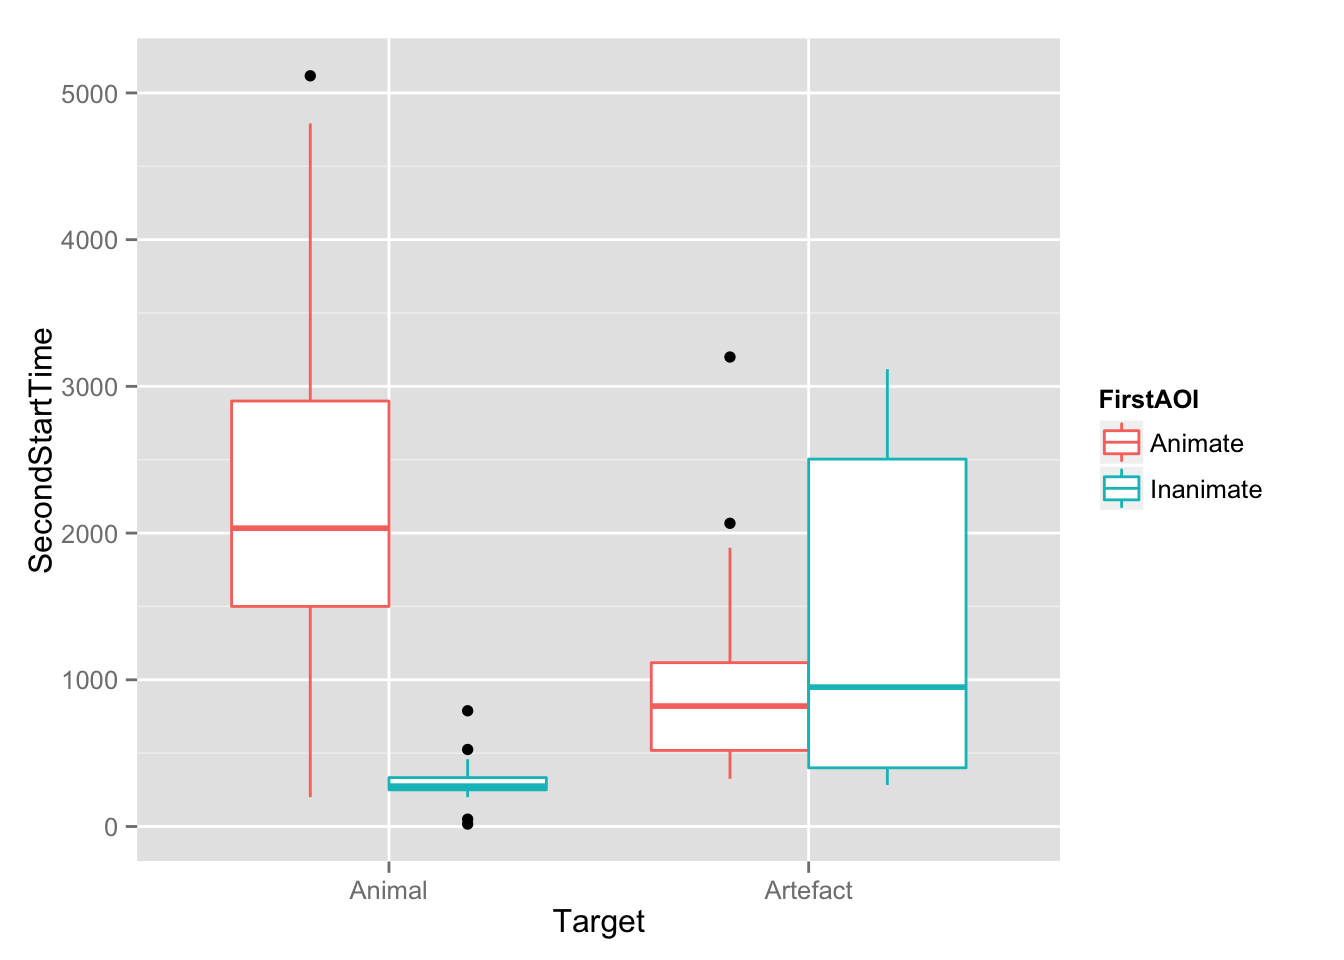 5000
4000
3000
2000
1000
0
SecondStartTime
Animal
Artefact
Target
FirstAOI
Animate
Inanimate